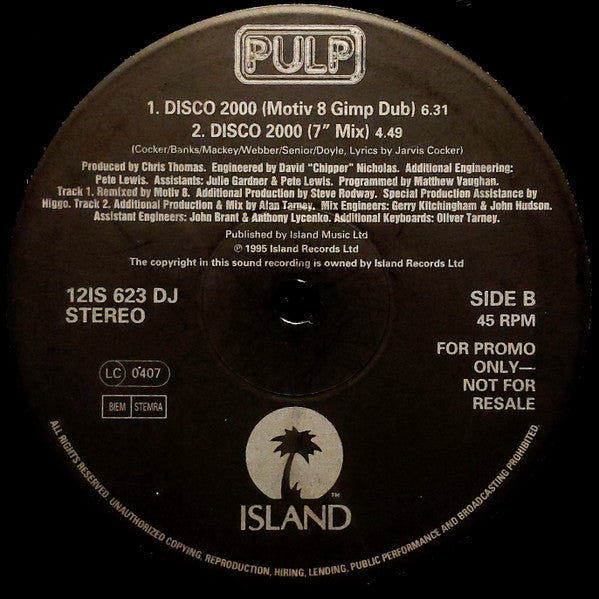 PULP
1. DISCO 2000 (Motiv 8 Gimp Dub) 6.31
2. DISCO 2000 (7" Mix) 4.49
(Cocker/Banks/Mackey/Webber/Senior/Doyle, Lyrics by Jarvis Cocker)
Produced by Chris Thomas. Engineered by David "Chipper" Nicholas. Additional Engineering:
Pete Lewis. Assistants: Julie Gardner & Pete Lewis. Programmed by Matthew Vaughan.
Track 1. Remixed by Motiv 8. Additional Production by Steve Rodway. Special Production Assistance by
Higgo. Track 2. Additional Production & Mix by Alan Tarney. Mix Engineers: Gerry Kitchingham & John Hudson.
Assistant Engineers: John Brant & Anthony Lycenko. Additional Keyboards: Oliver Tarney.
Published by Island Music Ltd
℗ 1995 Island Records Ltd
The copyright in this sound recording is owned by Island Records Ltd
12IS 623 DJ
STEREO
SIDE B
45 RPM
FOR PROMO
ONLY—
NOT FOR
RESALE
LC 0407
BIEM STEMRA
ISLAND ™
ALL RIGHTS RESERVED. UNAUTHORIZED COPYING, REPRODUCTION, HIRING, LENDING, PUBLIC PERFORMANCE AND BROADCASTING PROHIBITED.